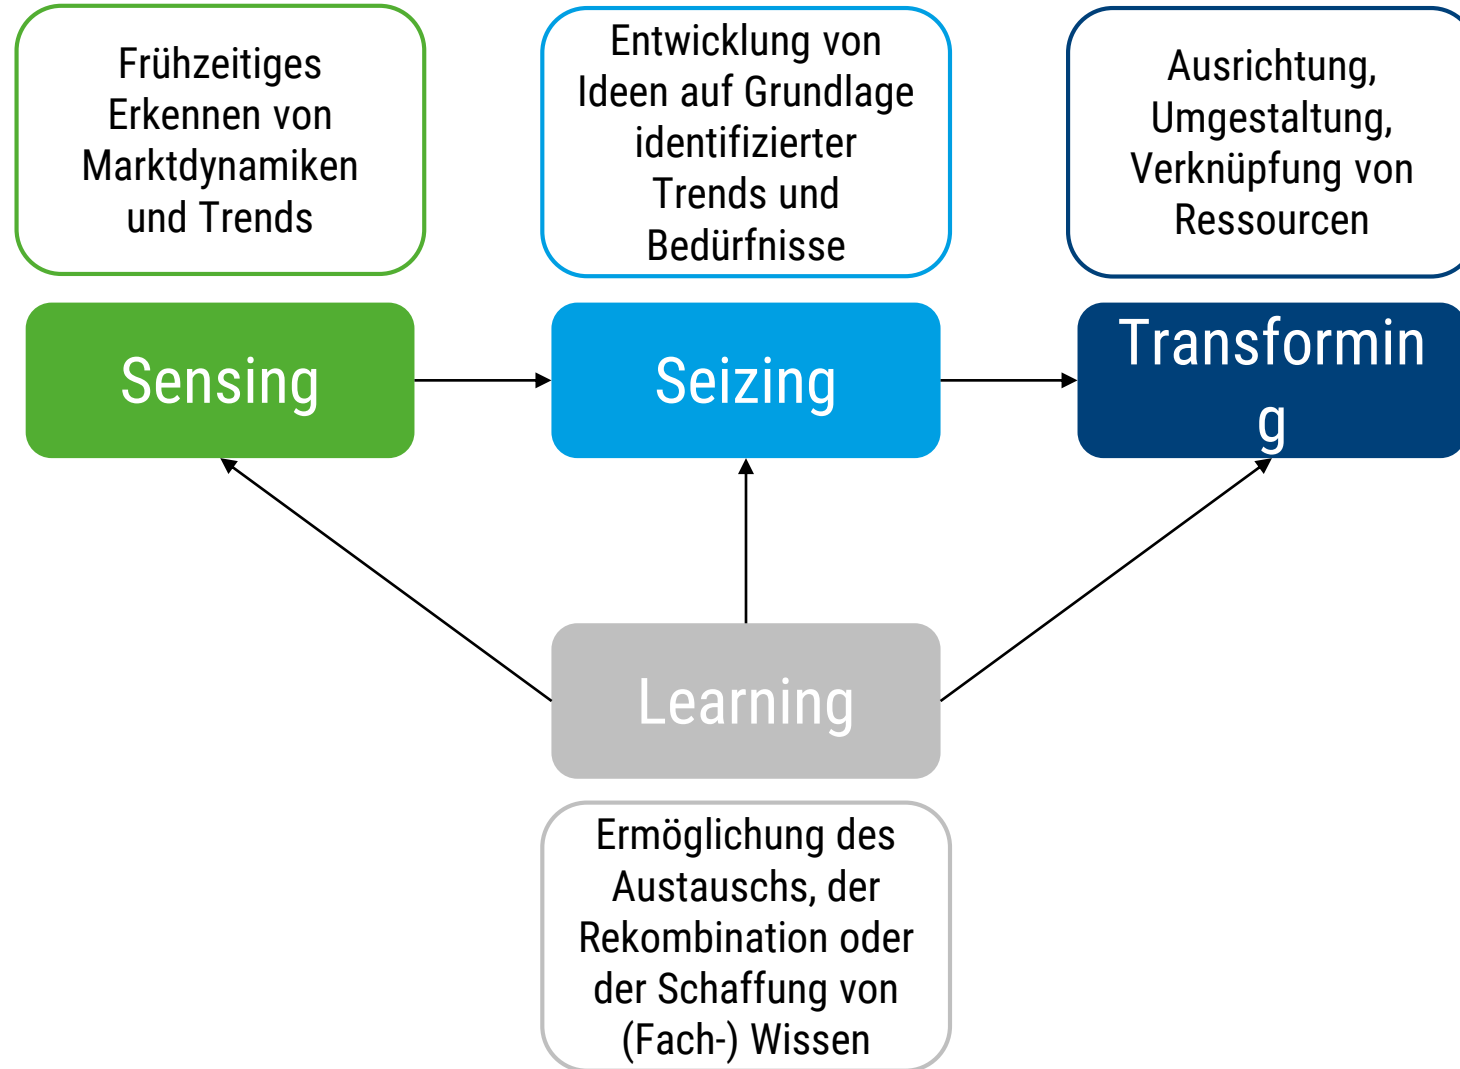 Frühzeitiges
Erkennen von
Marktdynamiken
und Trends
Entwicklung von
Ideen auf Grundlage
identifizierter
Trends und
Bedürfnisse
Ausrichtung,
Umgestaltung,
Verknüpfung von
Ressourcen
Sensing
Seizing
Transformin
g
Learning
Ermöglichung des
Austauschs, der
Rekombination oder
der Schaffung von
(Fach-) Wissen